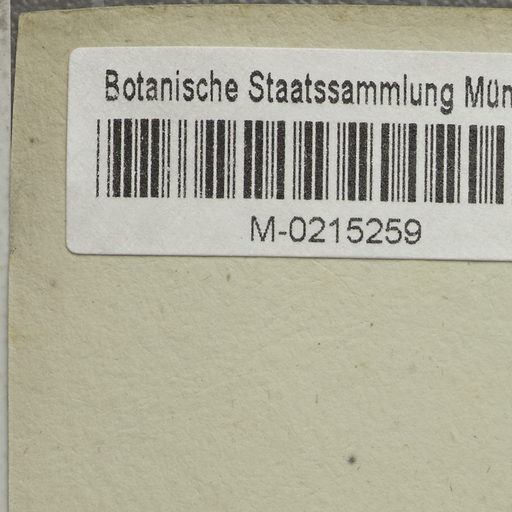 Botanische Staatssammlung Mün
M-0215259